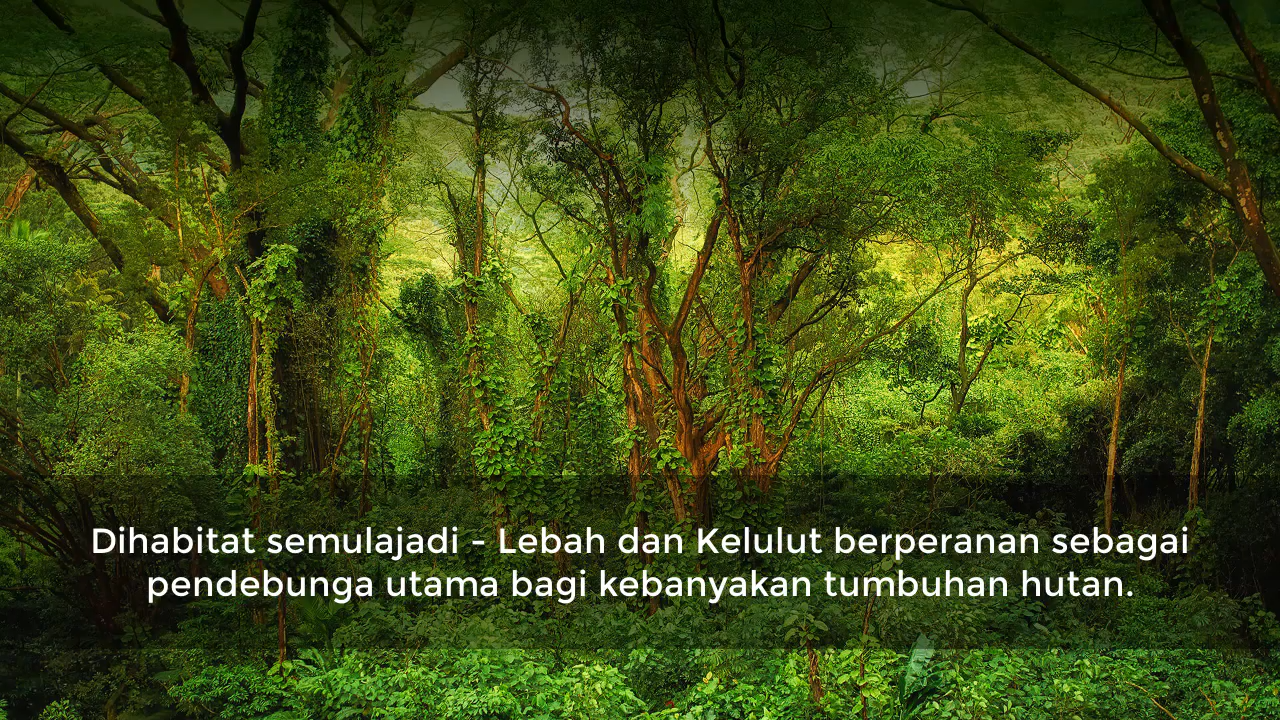 Dihabitat semulajadi - Lebah dan Kelulut berperanan sebagai
pendebunga utama bagi kebanyakan tumbuhan hutan.